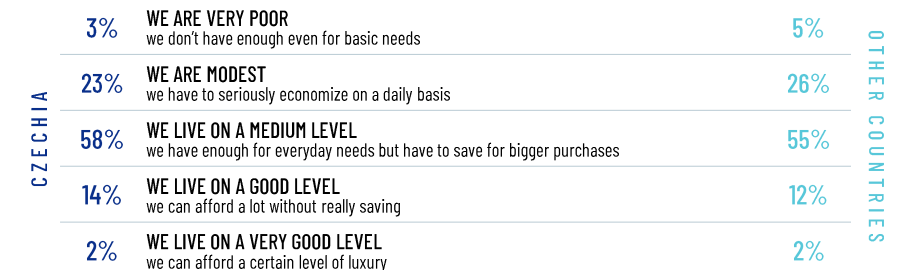 CZECHIA
3%
WE ARE VERY POOR
we don't have enough even for basic needs
5%
23%
WE ARE MODEST
we have to seriously economize on a daily basis
26%
58%
WE LIVE ON A MEDIUM LEVEL
we have enough for everyday needs but have to save for bigger purchases
55%
14%
WE LIVE ON A GOOD LEVEL
we can afford a lot without really saving
12%
2%
WE LIVE ON A VERY GOOD LEVEL
we can afford a certain level of luxury
2%
OTHER COUNTRIES